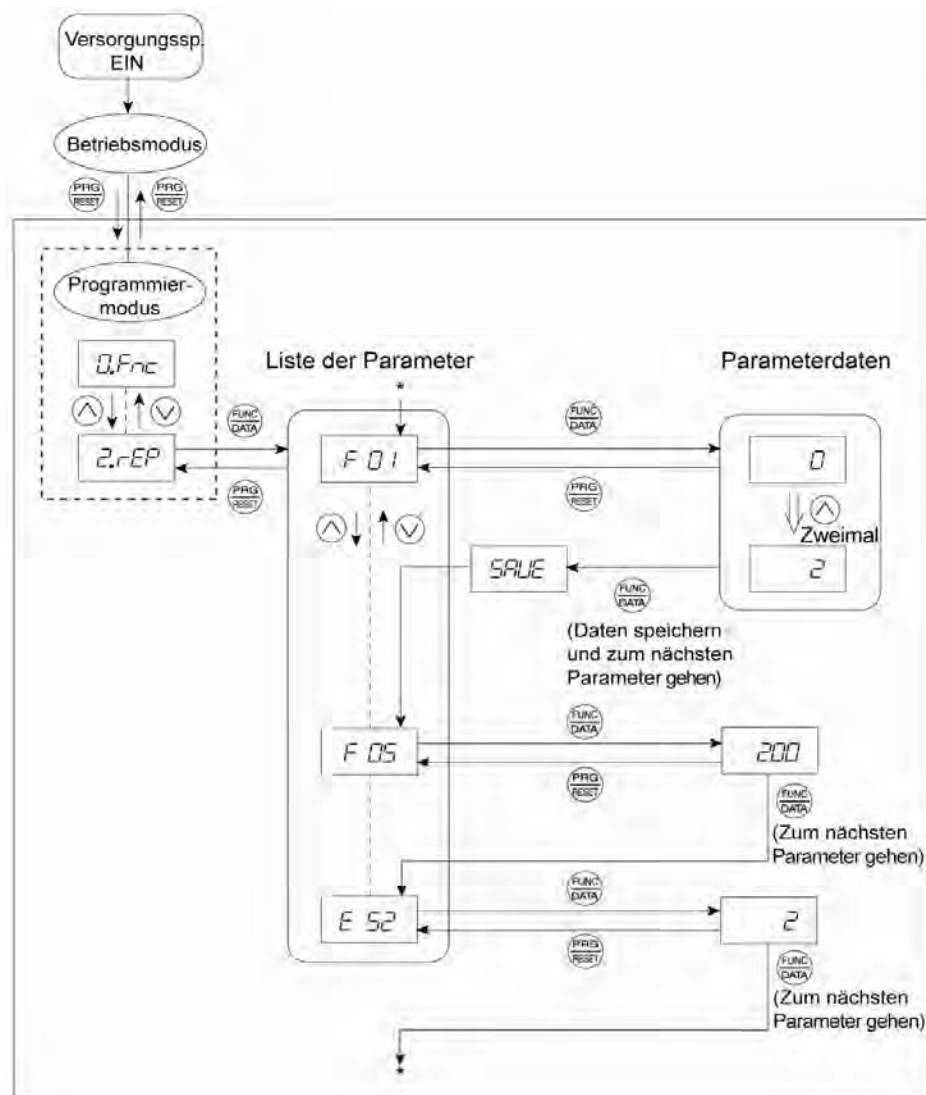 Versorgungssp.
EIN
Betriebsmodus
PRG
RESET
PRG
RESET
Programmier-
modus
0.Fnc
2.rEP
FUNC
DATA
PRG
RESET
Liste der Parameter
*
F 01
FUNC
DATA
PRG
RESET
Parameterdaten
0
Zweimal
2
SAUE
FUNC
DATA
(Daten speichern
und zum nächsten
Parameter gehen)
F 05
FUNC
DATA
PRG
RESET
200
FUNC
DATA
(Zum nächsten
Parameter gehen)
E 52
FUNC
DATA
PRG
RESET
2
FUNC
DATA
(Zum nächsten
Parameter gehen)
*